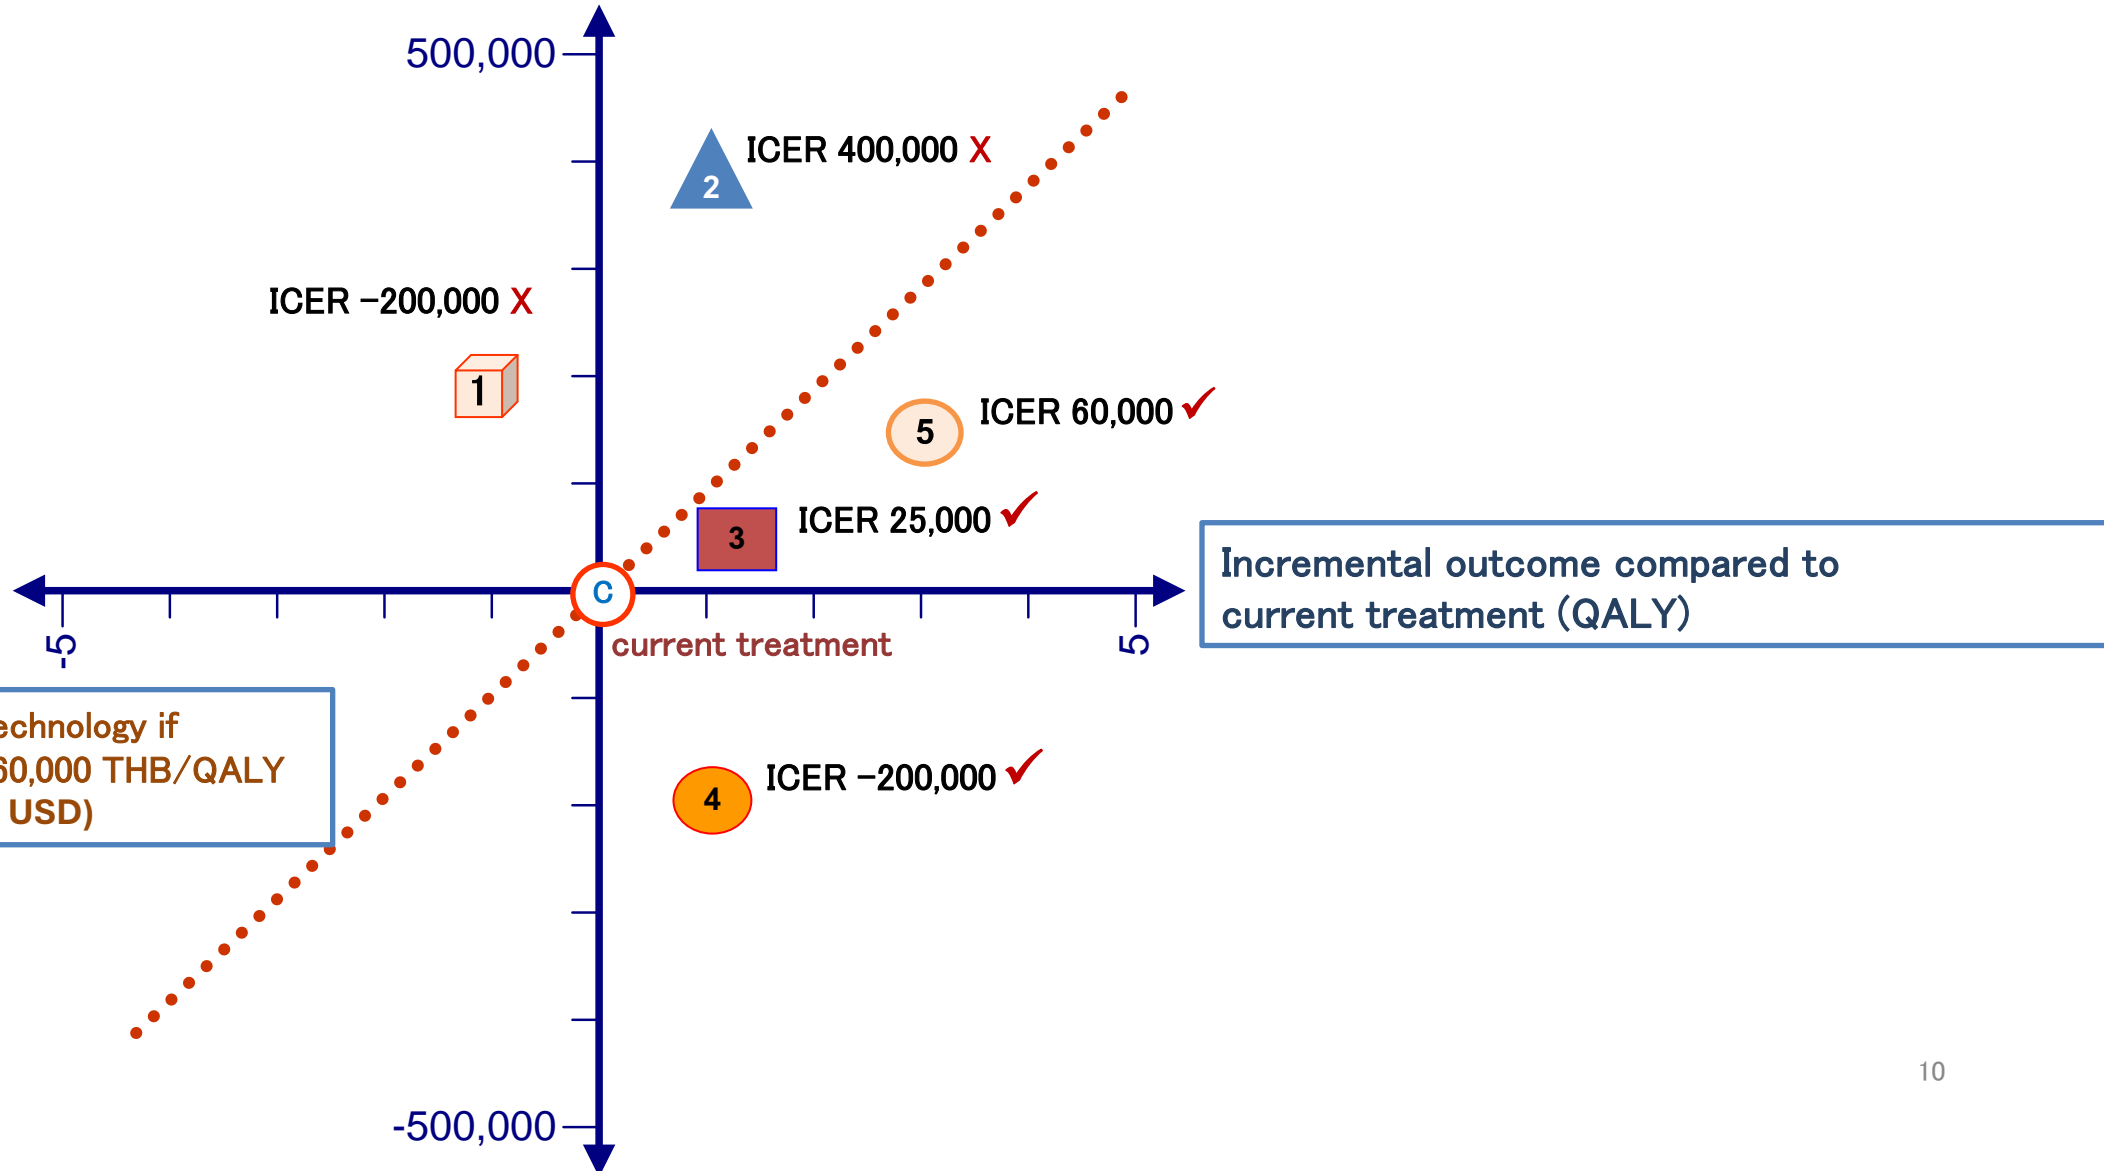 500,000
ICER 400,000 X
2
ICER -200,000 X
1
ICER 60,000 ✓
5
ICER 25,000 ✓
3
C
Incremental outcome compared to
current treatment (QALY)
current treatment
-5
5
echnology if
60,000 THB/QALY
USD)
ICER -200,000 ✓
4
-500,000
10